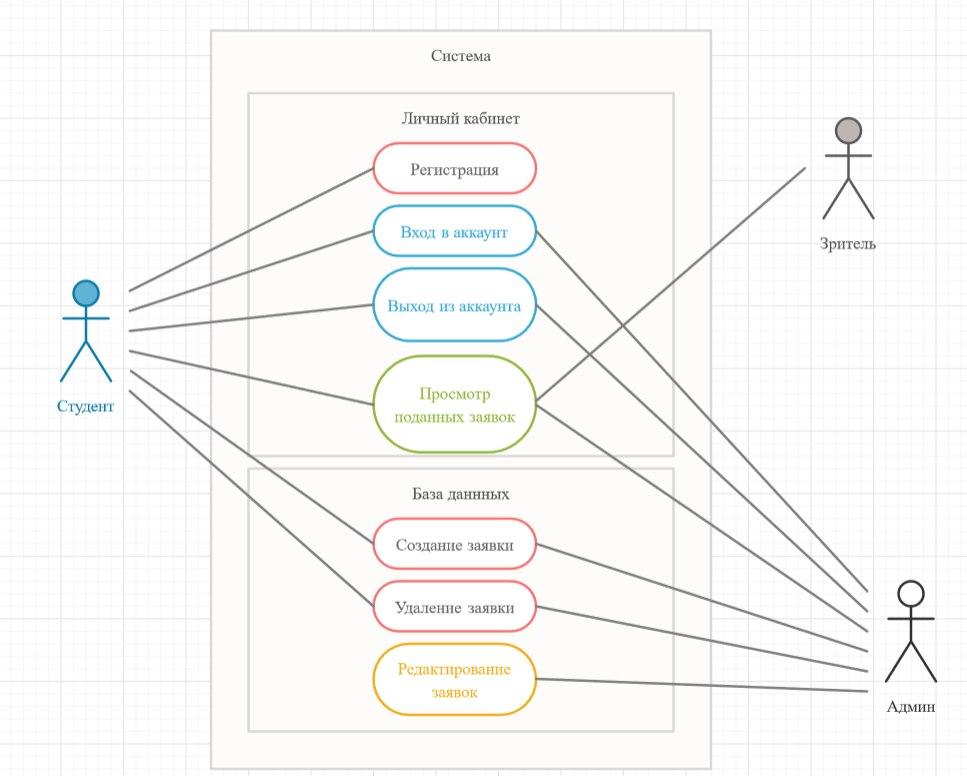 Система
Личный кабинет
Регистрация
Вход в аккаунт
Выход из аккаунта
Просмотр
поданных заявок
База даннных
Создание заявки
Удаление заявки
Редактирование
заявок
Студент
Зритель
Админ